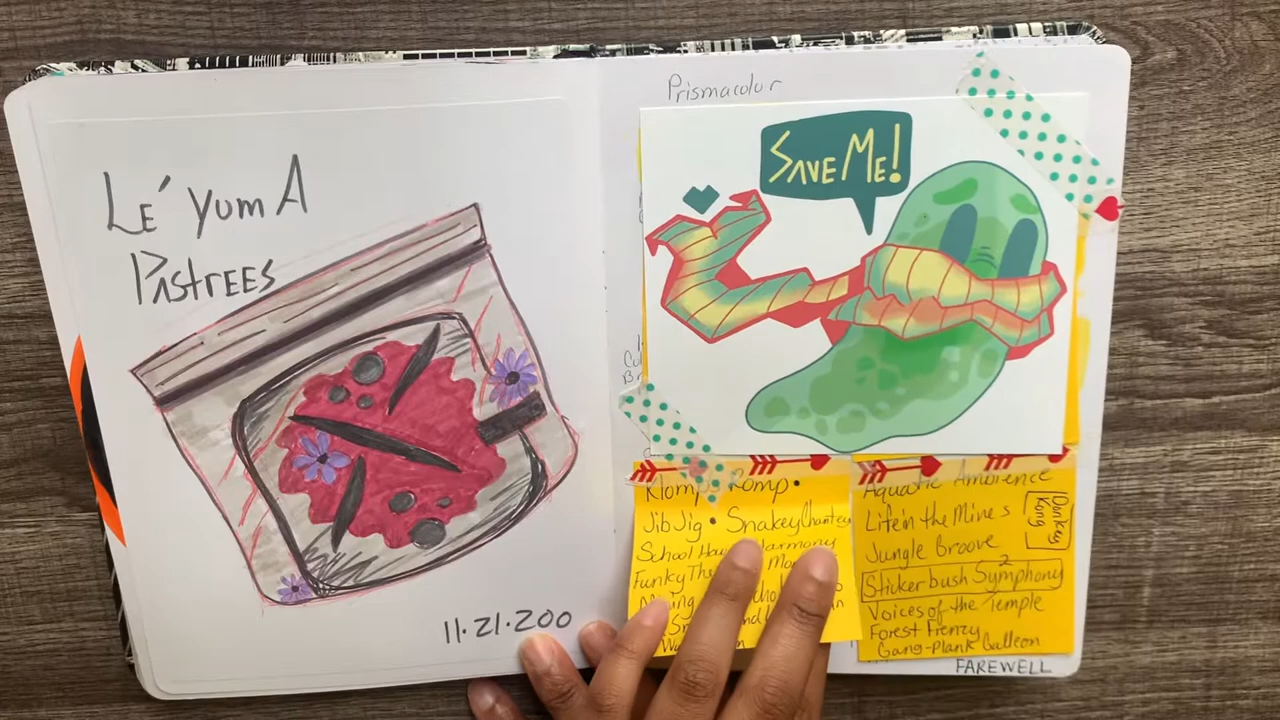 LE´ YUM A
PASTREES
11.21.200
Prismacolor
SAVE ME!
Romp •
Jib Jig • Snakey Chantey
School Harmony
Funky The
Aquatic Ambience
Life in the Mines
Donkey
Kong
Jungle Groove
Stickerbush Symphony
2
Voices of the Temple
Forest Frenzy
Gang-Plank Galleon
FAREWELL